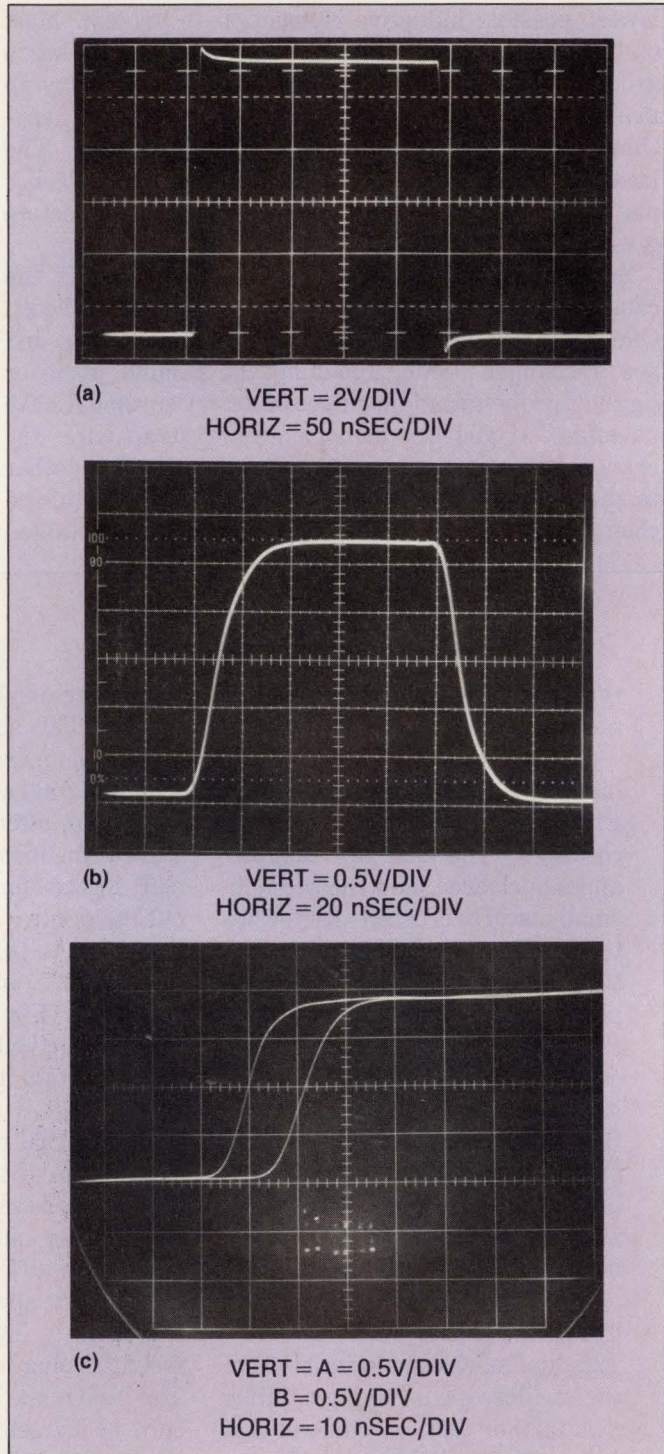 (a)
VERT = 2V/DIV
HORIZ = 50 nSEC/DIV
100
90
10
0%
(b)
VERT = 0.5V/DIV
HORIZ = 20 nSEC/DIV
(c)
VERT = A = 0.5V/DIV
B = 0.5V/DIV
HORIZ = 10 nSEC/DIV